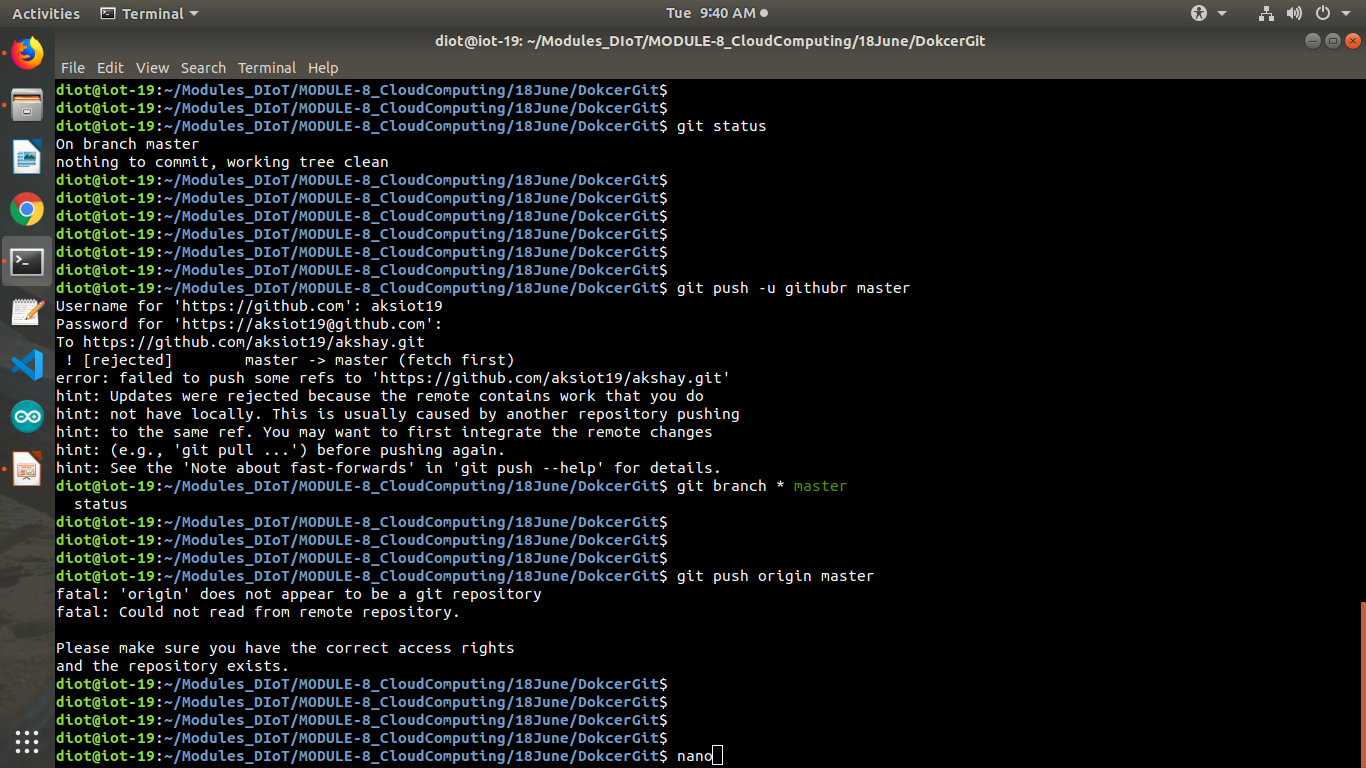 Activities Terminal Tue 9:40 AM
diot@iot-19: ~/Modules_DIoT/MODULE-8_CloudComputing/18June/DokcerGit
File Edit View Search Terminal Help
diot@iot-19:~/Modules_DIoT/MODULE-8_CloudComputing/18June/DokcerGit$
diot@iot-19:~/Modules_DIoT/MODULE-8_CloudComputing/18June/DokcerGit$
diot@iot-19:~/Modules_DIoT/MODULE-8_CloudComputing/18June/DokcerGit$ git status
On branch master
nothing to commit, working tree clean
diot@iot-19:~/Modules_DIoT/MODULE-8_CloudComputing/18June/DokcerGit$
diot@iot-19:~/Modules_DIoT/MODULE-8_CloudComputing/18June/DokcerGit$
diot@iot-19:~/Modules_DIoT/MODULE-8_CloudComputing/18June/DokcerGit$
diot@iot-19:~/Modules_DIoT/MODULE-8_CloudComputing/18June/DokcerGit$
diot@iot-19:~/Modules_DIoT/MODULE-8_CloudComputing/18June/DokcerGit$
diot@iot-19:~/Modules_DIoT/MODULE-8_CloudComputing/18June/DokcerGit$
diot@iot-19:~/Modules_DIoT/MODULE-8_CloudComputing/18June/DokcerGit$ git push -u githubr master
Username for 'https://github.com': aksiot19
Password for 'https://aksiot19@github.com':
To https://github.com/aksiot19/akshay.git
 ! [rejected]        master -> master (fetch first)
error: failed to push some refs to 'https://github.com/aksiot19/akshay.git'
hint: Updates were rejected because the remote contains work that you do
hint: not have locally. This is usually caused by another repository pushing
hint: to the same ref. You may want to first integrate the remote changes
hint: (e.g., 'git pull ...') before pushing again.
hint: See the 'Note about fast-forwards' in 'git push --help' for details.
diot@iot-19:~/Modules_DIoT/MODULE-8_CloudComputing/18June/DokcerGit$ git branch * master
  status
diot@iot-19:~/Modules_DIoT/MODULE-8_CloudComputing/18June/DokcerGit$
diot@iot-19:~/Modules_DIoT/MODULE-8_CloudComputing/18June/DokcerGit$
diot@iot-19:~/Modules_DIoT/MODULE-8_CloudComputing/18June/DokcerGit$
diot@iot-19:~/Modules_DIoT/MODULE-8_CloudComputing/18June/DokcerGit$ git push origin master
fatal: 'origin' does not appear to be a git repository
fatal: Could not read from remote repository.

Please make sure you have the correct access rights
and the repository exists.
diot@iot-19:~/Modules_DIoT/MODULE-8_CloudComputing/18June/DokcerGit$
diot@iot-19:~/Modules_DIoT/MODULE-8_CloudComputing/18June/DokcerGit$
diot@iot-19:~/Modules_DIoT/MODULE-8_CloudComputing/18June/DokcerGit$
diot@iot-19:~/Modules_DIoT/MODULE-8_CloudComputing/18June/DokcerGit$
diot@iot-19:~/Modules_DIoT/MODULE-8_CloudComputing/18June/DokcerGit$ nano